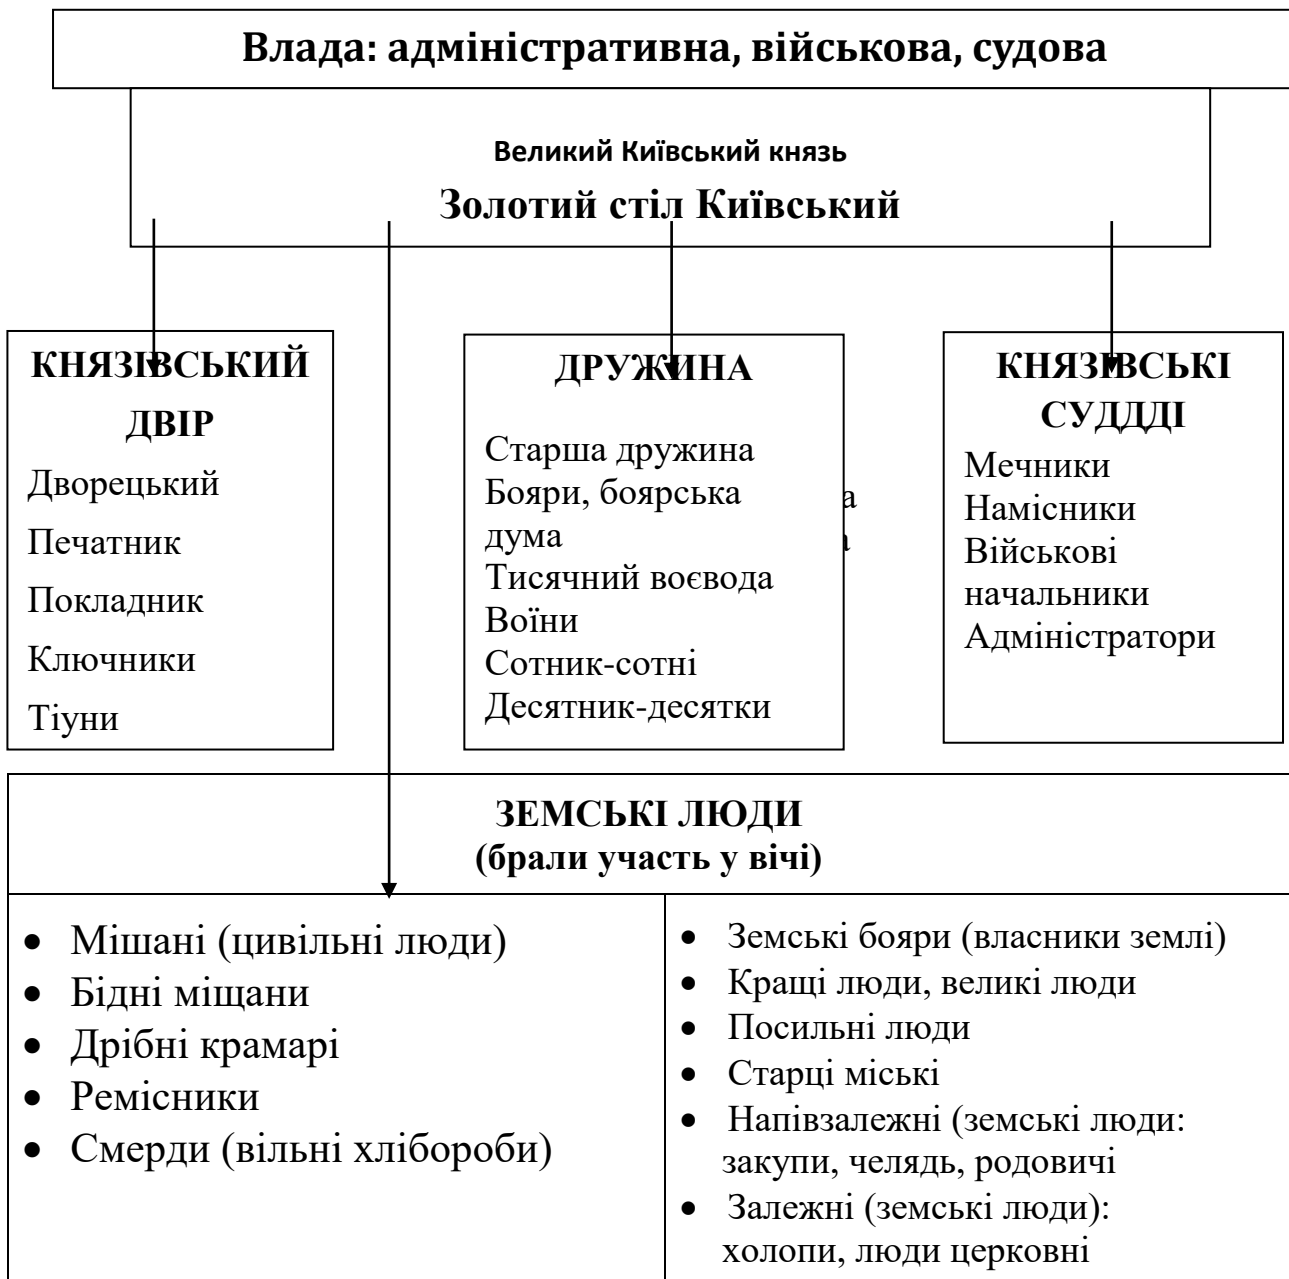 Влада: адміністративна, військова, судова
Великий Київський князь
Золотий стіл Київський
КНЯЗІВСЬКИЙ
ДВІР
Дворецький
Печатник
Покладник
Ключники
Тіуни
ДРУЖИНА
Старша дружина
Бояри, боярська
дума
Тисячний воєвода
Воїни
Сотник-сотні
Десятник-десятки
а
КНЯЗІВСЬКІ
СУДДДІ
Мечники
Намісники
Військові
начальники
Адміністратори
ЗЕМСЬКІ ЛЮДИ
(брали участь у вічі)
• Мішані (цивільні люди)
• Бідні міщани
• Дрібні крамарі
• Ремісники
• Смерди (вільні хлібороби)
• Земські бояри (власники землі)
• Кращі люди, великі люди
• Посильні люди
• Старці міські
• Напівзалежні (земські люди:
закупи, челядь, родовичі
• Залежні (земські люди):
холопи, люди церковні